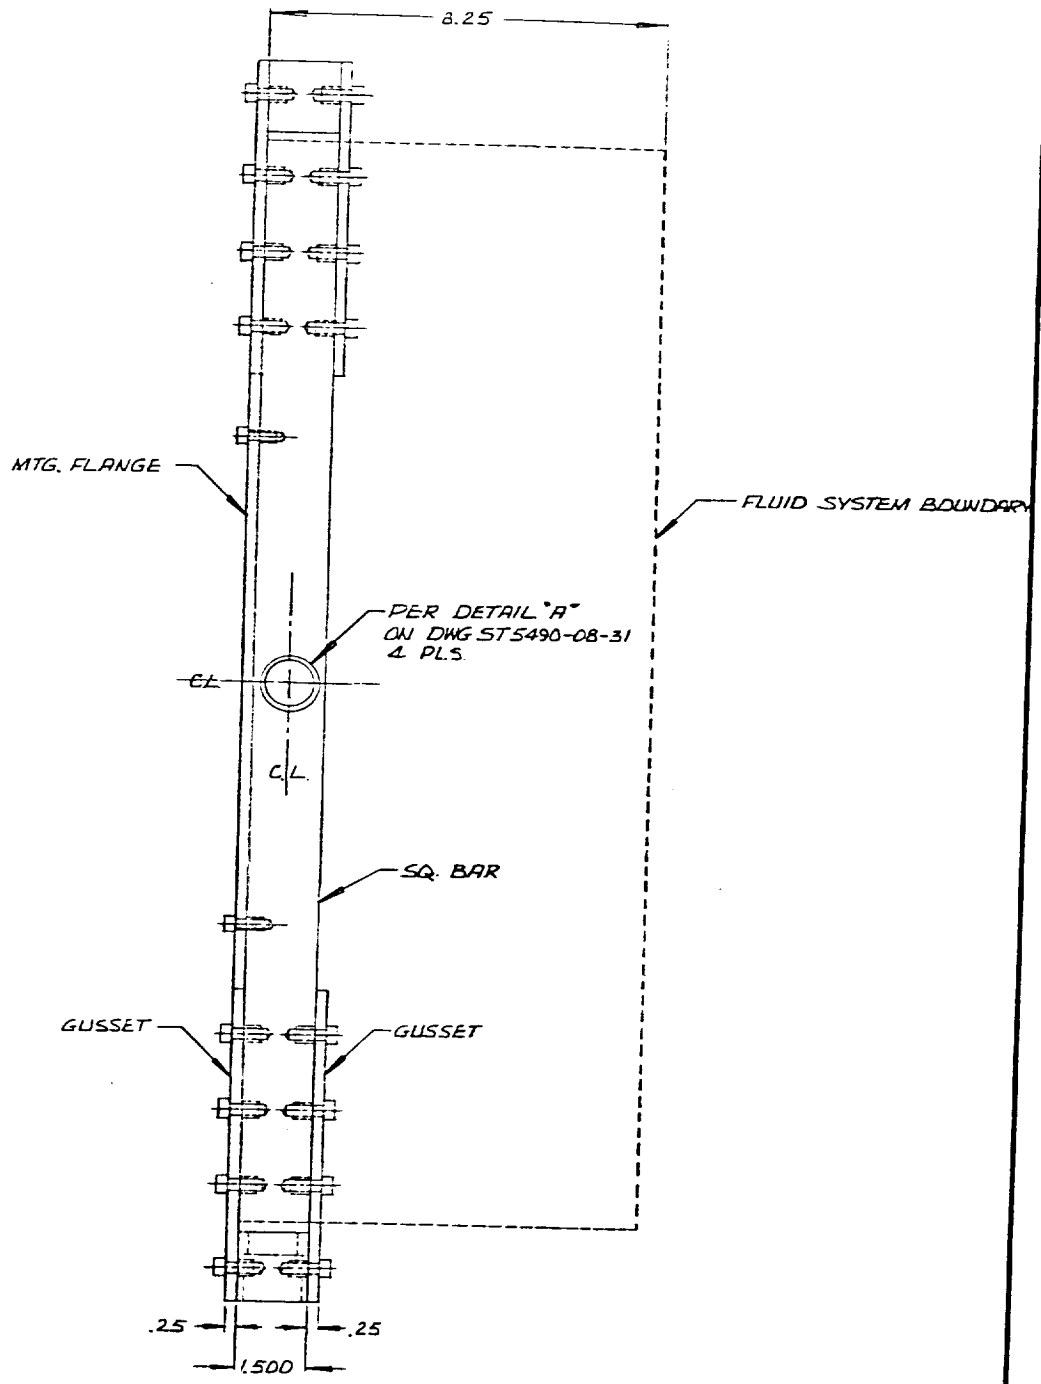 8.25
MTG. FLANGE
FLUID SYSTEM BOUNDARY
PER DETAIL "A"
ON DWG ST5490-08-31
4 PLS.
C.L.
C.L.
SQ. BAR
GUSSET
GUSSET
.25
.25
1.500